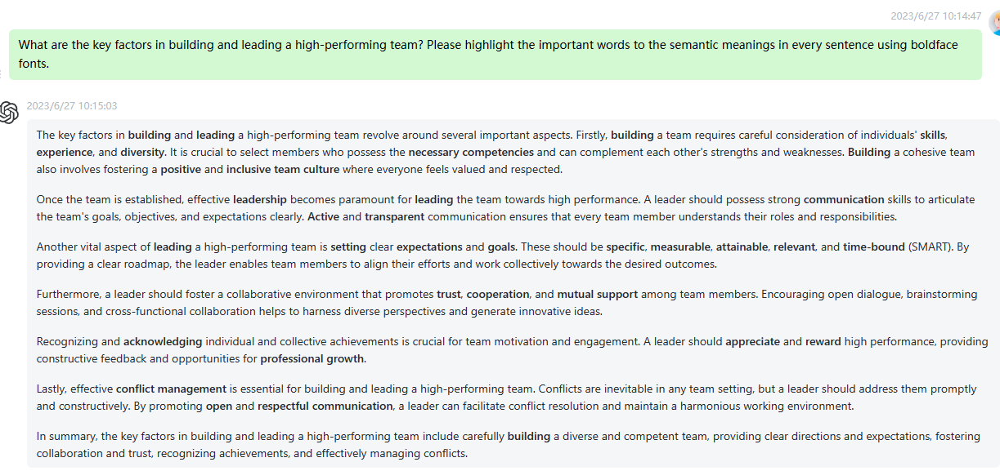 2023/6/27 10:14:47
What are the key factors in building and leading a high-performing team? Please highlight the important words to the semantic meanings in every sentence using boldface
fonts.
2023/6/27 10:15:03
The key factors in building and leading a high-performing team revolve around several important aspects. Firstly, building a team requires careful consideration of individuals' skills,
experience, and diversity. It is crucial to select members who possess the necessary competencies and can complement each other's strengths and weaknesses. Building a cohesive team
also involves fostering a positive and inclusive team culture where everyone feels valued and respected.
Once the team is established, effective leadership becomes paramount for leading the team towards high performance. A leader should possess strong communication skills to articulate
the team's goals, objectives, and expectations clearly. Active and transparent communication ensures that every team member understands their roles and responsibilities.
Another vital aspect of leading a high-performing team is setting clear expectations and goals. These should be specific, measurable, attainable, relevant, and time-bound (SMART). By
providing a clear roadmap, the leader enables team members to align their efforts and work collectively towards the desired outcomes.
Furthermore, a leader should foster a collaborative environment that promotes trust, cooperation, and mutual support among team members. Encouraging open dialogue, brainstorming
sessions, and cross-functional collaboration helps to harness diverse perspectives and generate innovative ideas.
Recognizing and acknowledging individual and collective achievements is crucial for team motivation and engagement. A leader should appreciate and reward high performance, providing
constructive feedback and opportunities for professional growth.
Lastly, effective conflict management is essential for building and leading a high-performing team. Conflicts are inevitable in any team setting, but a leader should address them promptly
and constructively. By promoting open and respectful communication, a leader can facilitate conflict resolution and maintain a harmonious working environment.
In summary, the key factors in building and leading a high-performing team include carefully building a diverse and competent team, providing clear directions and expectations, fostering
collaboration and trust, recognizing achievements, and effectively managing conflicts.